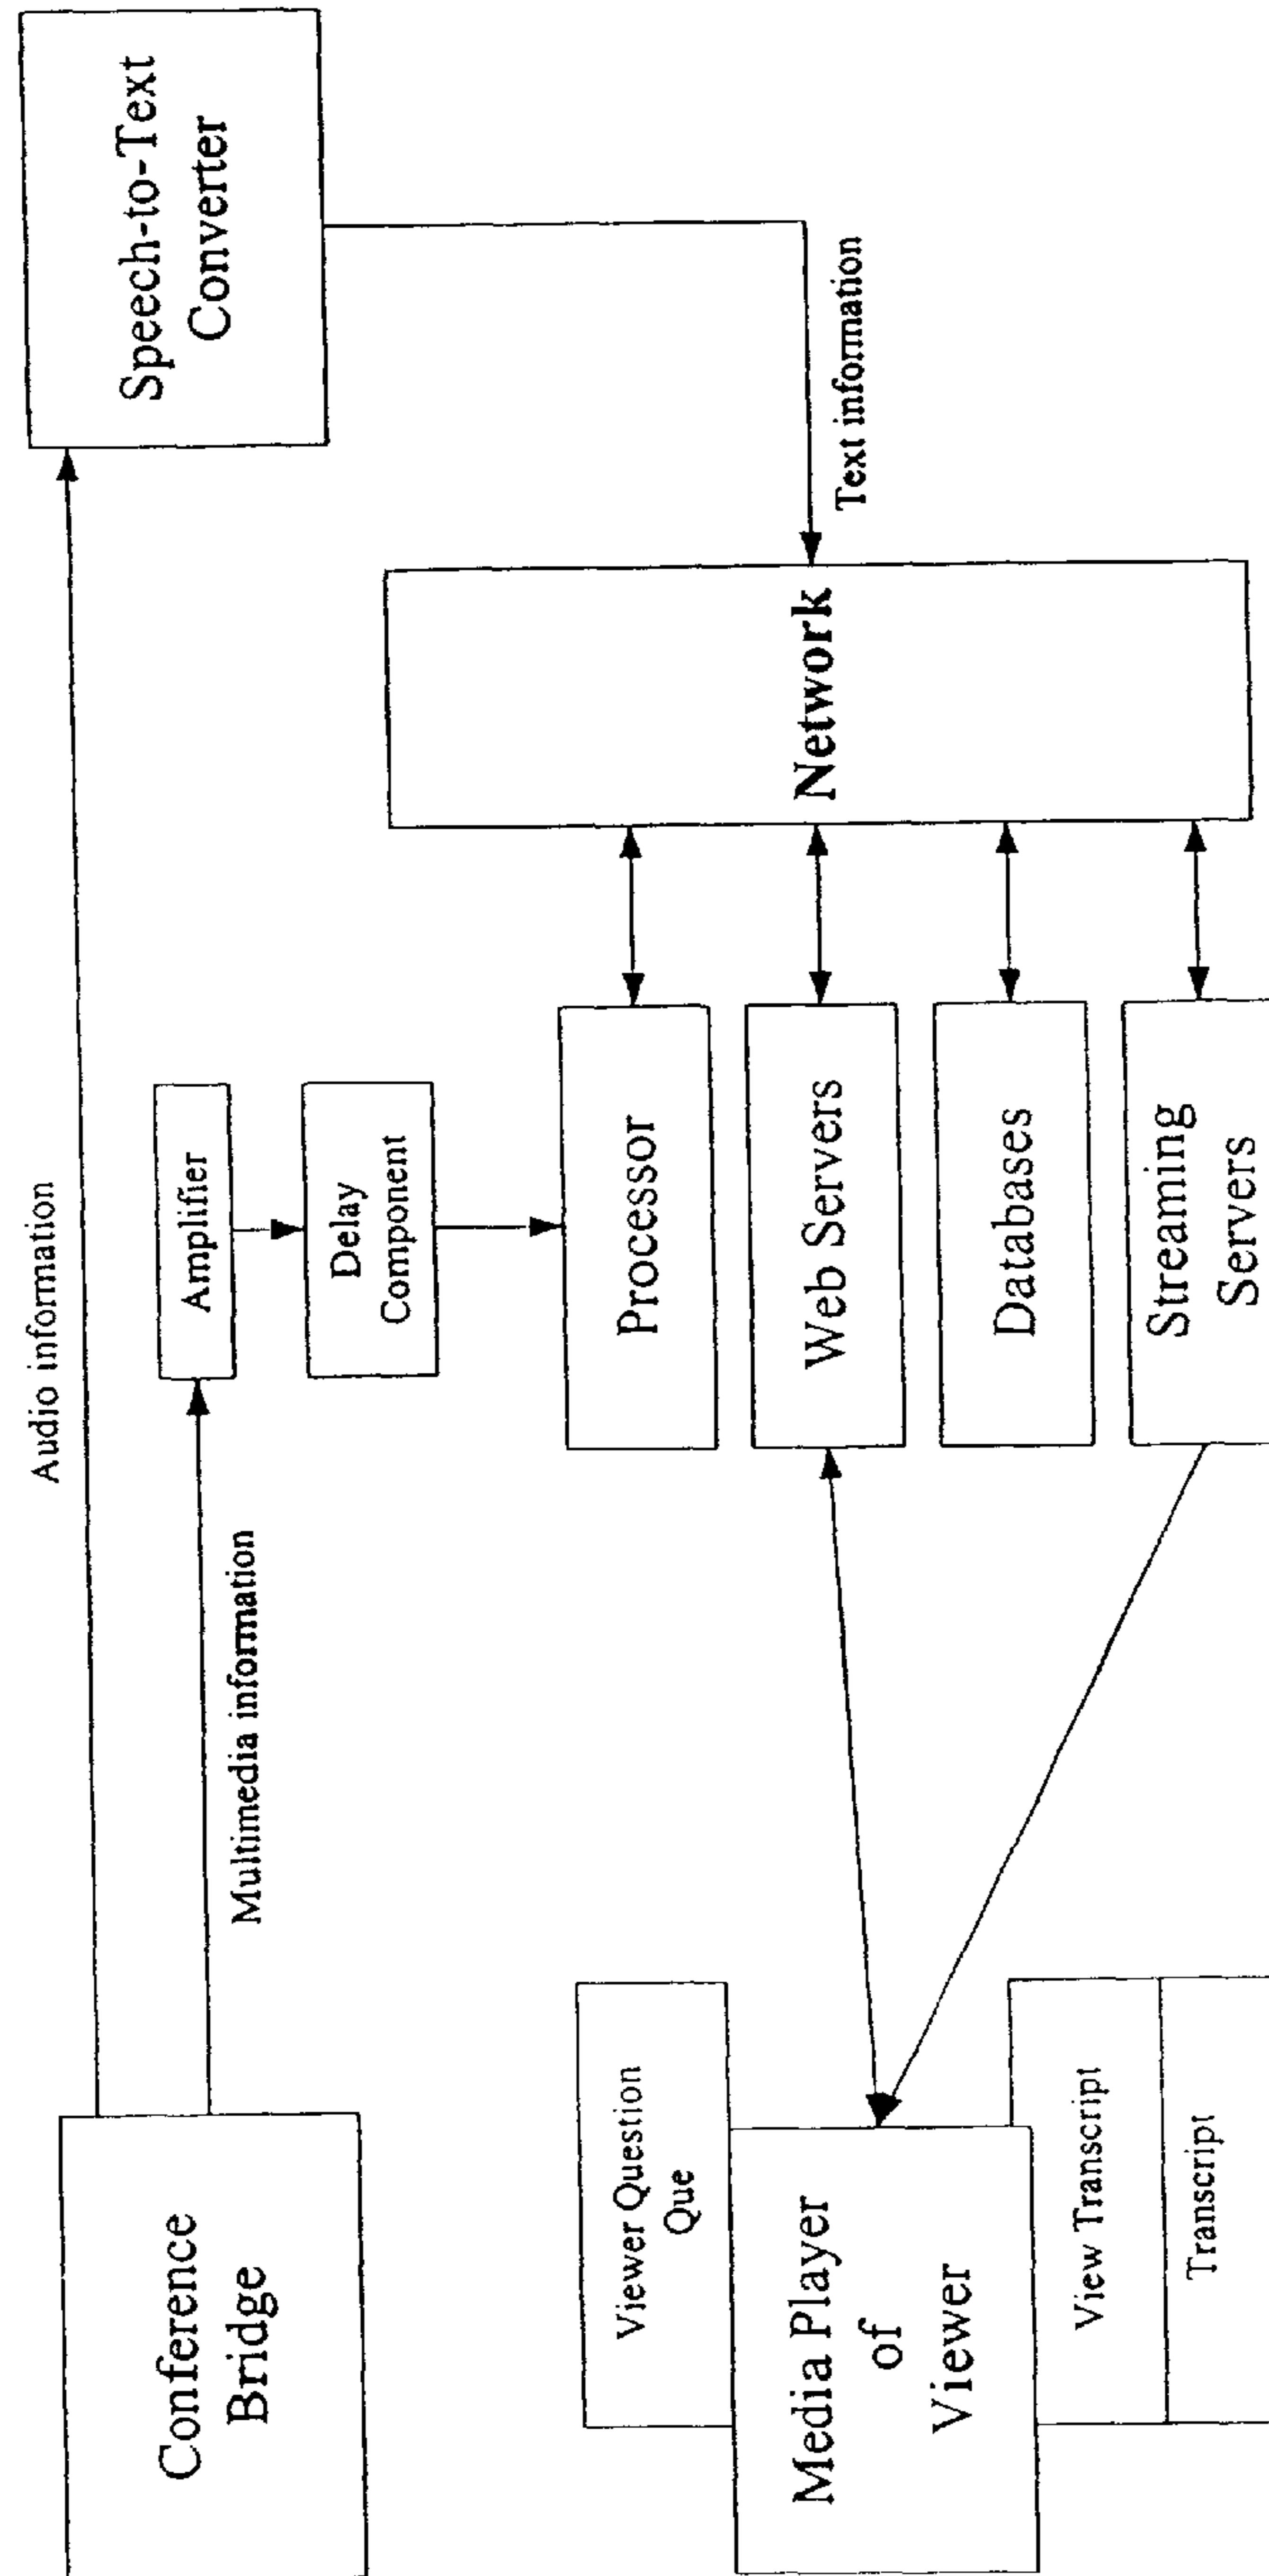 Audio information
Speech-to-Text
Converter
Conference
Bridge
Multimedia information
Amplifier
Delay
Component
Text information
Network
Processor
Web Servers
Databases
Streaming
Servers
Viewer Question
Que
Media Player
of
Viewer
View Transcript
Transcript